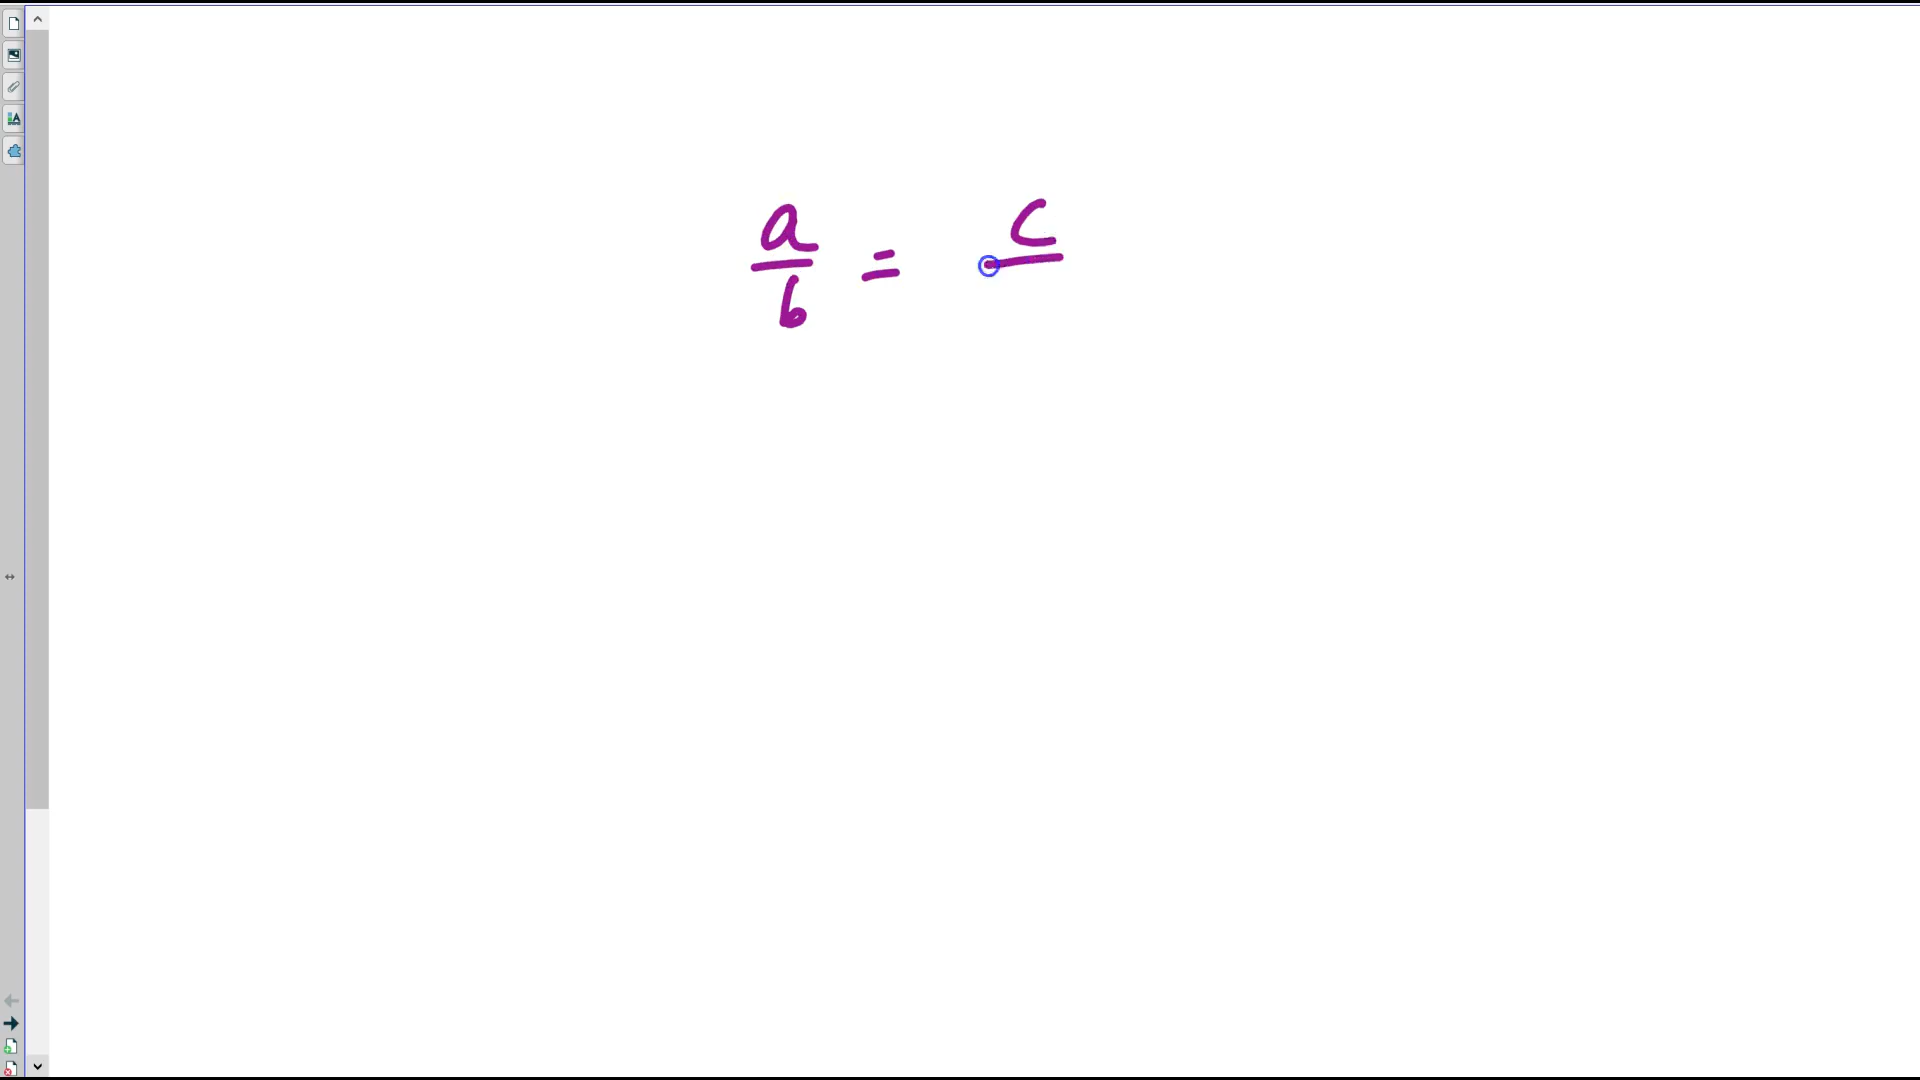 a/b = c/